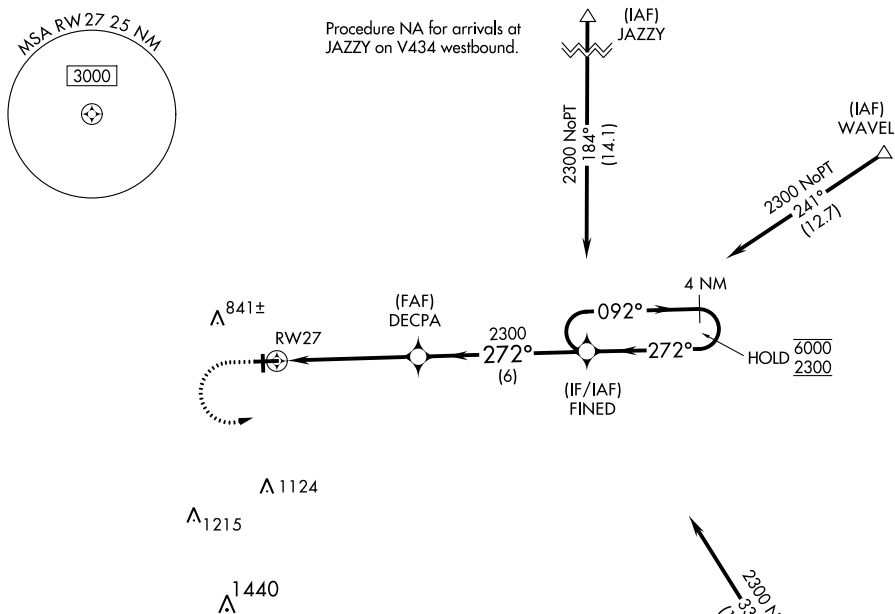 MSA RW27 25 NM
3000
Procedure NA for arrivals at
JAZZY on V434 westbound.
(IAF)
JAZZY
2300 NoPT
184°
(14.1)
(IAF)
WAVEL
2300 NoPT
241°
(12.7)
841±
RW27
(FAF)
DECPA
2300
272°
(6)
(IF/IAF)
FINED
092°
4 NM
272°
HOLD
6000
2300
1124
1215
1440
2300